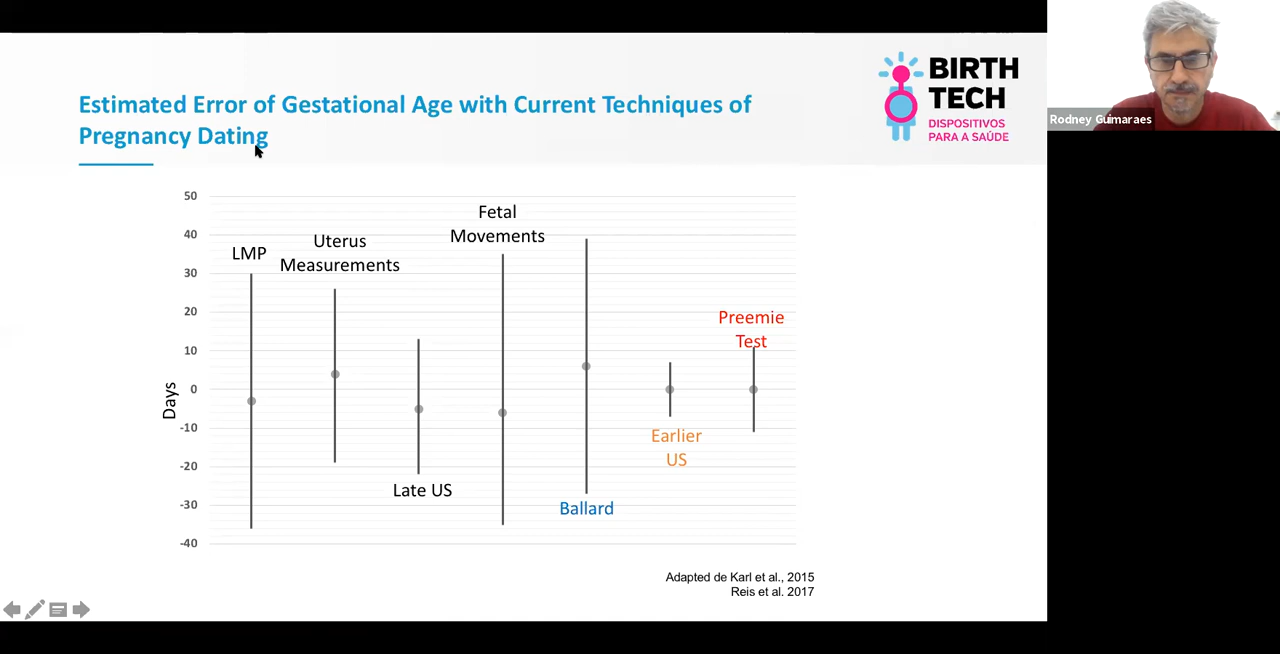 Estimated Error of Gestational Age with Current Techniques of
Pregnancy Dating
BIRTH
TECH
DISPOSITIVOS
PARA A SAÚDE
Rodney Guimaraes
50
40
30
20
10
0
-10
-20
-30
-40
Days
LMP
Uterus
Measurements
Late US
Fetal
Movements
Ballard
Earlier
US
Preemie
Test
Adapted de Karl et al., 2015
Reis et al. 2017